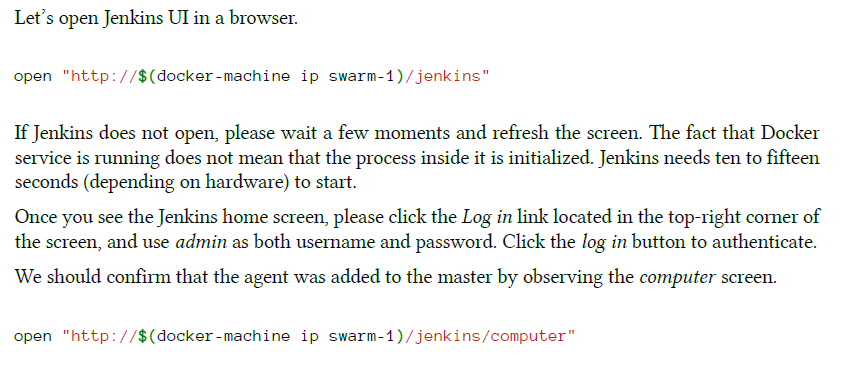 Let’s open Jenkins UI in a browser.
open "http://$(docker-machine ip swarm-1)/jenkins"
If Jenkins does not open, please wait a few moments and refresh the screen. The fact that Docker
service is running does not mean that the process inside it is initialized. Jenkins needs ten to fifteen
seconds (depending on hardware) to start.
Once you see the Jenkins home screen, please click the Log in link located in the top-right corner of
the screen, and use admin as both username and password. Click the log in button to authenticate.
We should confirm that the agent was added to the master by observing the computer screen.
open "http://$(docker-machine ip swarm-1)/jenkins/computer"